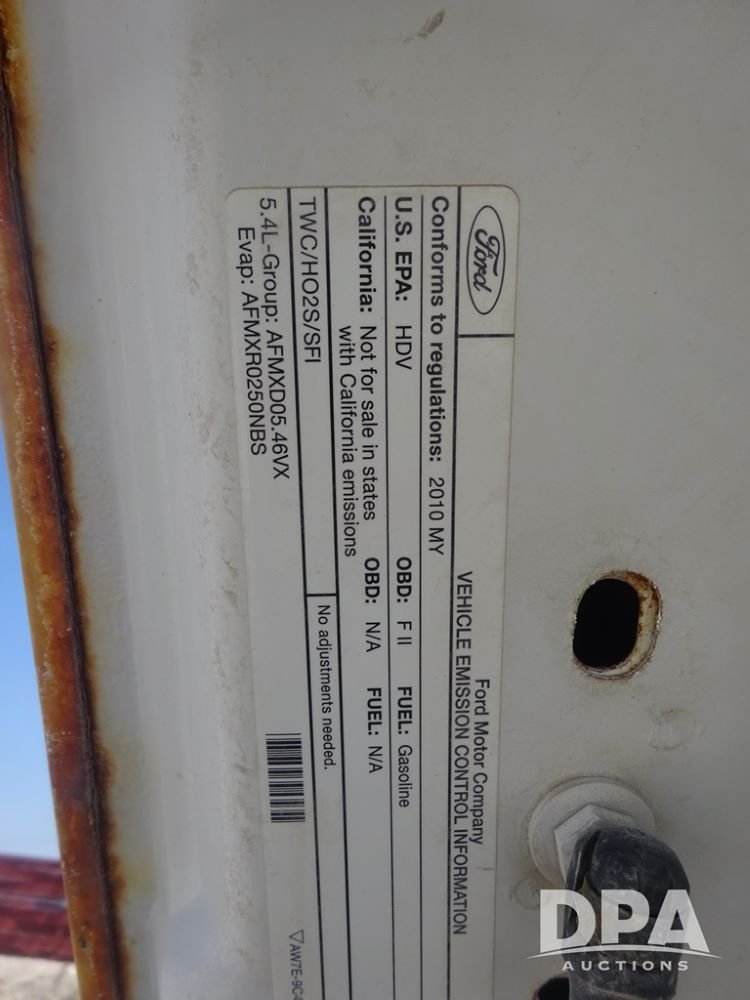 Ford
Ford Motor Company
VEHICLE EMISSION CONTROL INFORMATION
Conforms to regulations: 2010 MY
U.S. EPA: HDV OBD: F II FUEL: Gasoline
California: Not for sale in states with California emissions OBD: N/A FUEL: N/A
TWC/HO2S/SFI
No adjustments needed.
5.4L-Group: AFMXD05.46VX
Evap: AFMXR0250NBS
AW7E-9C4
DPA
AUCTIONS